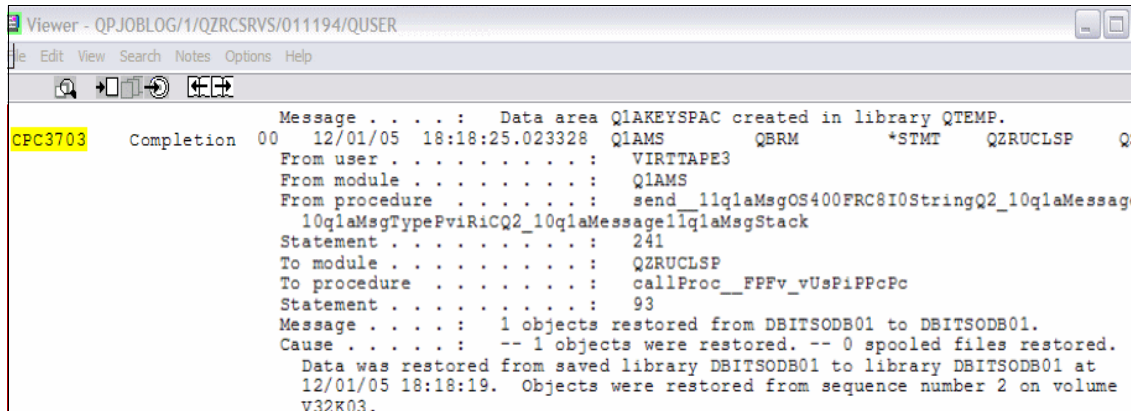 Viewer - QPJOBLOG/1/QZRCSRVS/011194/QUSER
File Edit View Search Notes Options Help
Message . . . . : Data area Q1AKEYSPAC created in library QTEMP.
CPC3703 Completion 00 12/01/05 18:18:25.023328 Q1AMS QBRM *STMT QZRUCLSP
From user . . . . . . . . . : VIRTTAPE3
From module . . . . . . . . : Q1AMS
From procedure . . . . . . : send__11q1aMsgOS400FRC8I0StringQ2_10q1aMessag
10q1aMsgTypePviRiCQ2_10q1aMessage11q1aMsgStack
Statement . . . . . . . . . : 241
To module . . . . . . . . . : QZRUCLSP
To procedure . . . . . . . : callProc__FPFv_vUsPiPPcPc
Statement . . . . . . . . . : 93
Message . . . . : 1 objects restored from DBITSODB01 to DBITSODB01.
Cause . . . . . : -- 1 objects were restored. -- 0 spooled files restored.
Data was restored from saved library DBITSODB01 to library DBITSODB01 at
12/01/05 18:18:19. Objects were restored from sequence number 2 on volume
V32K03.